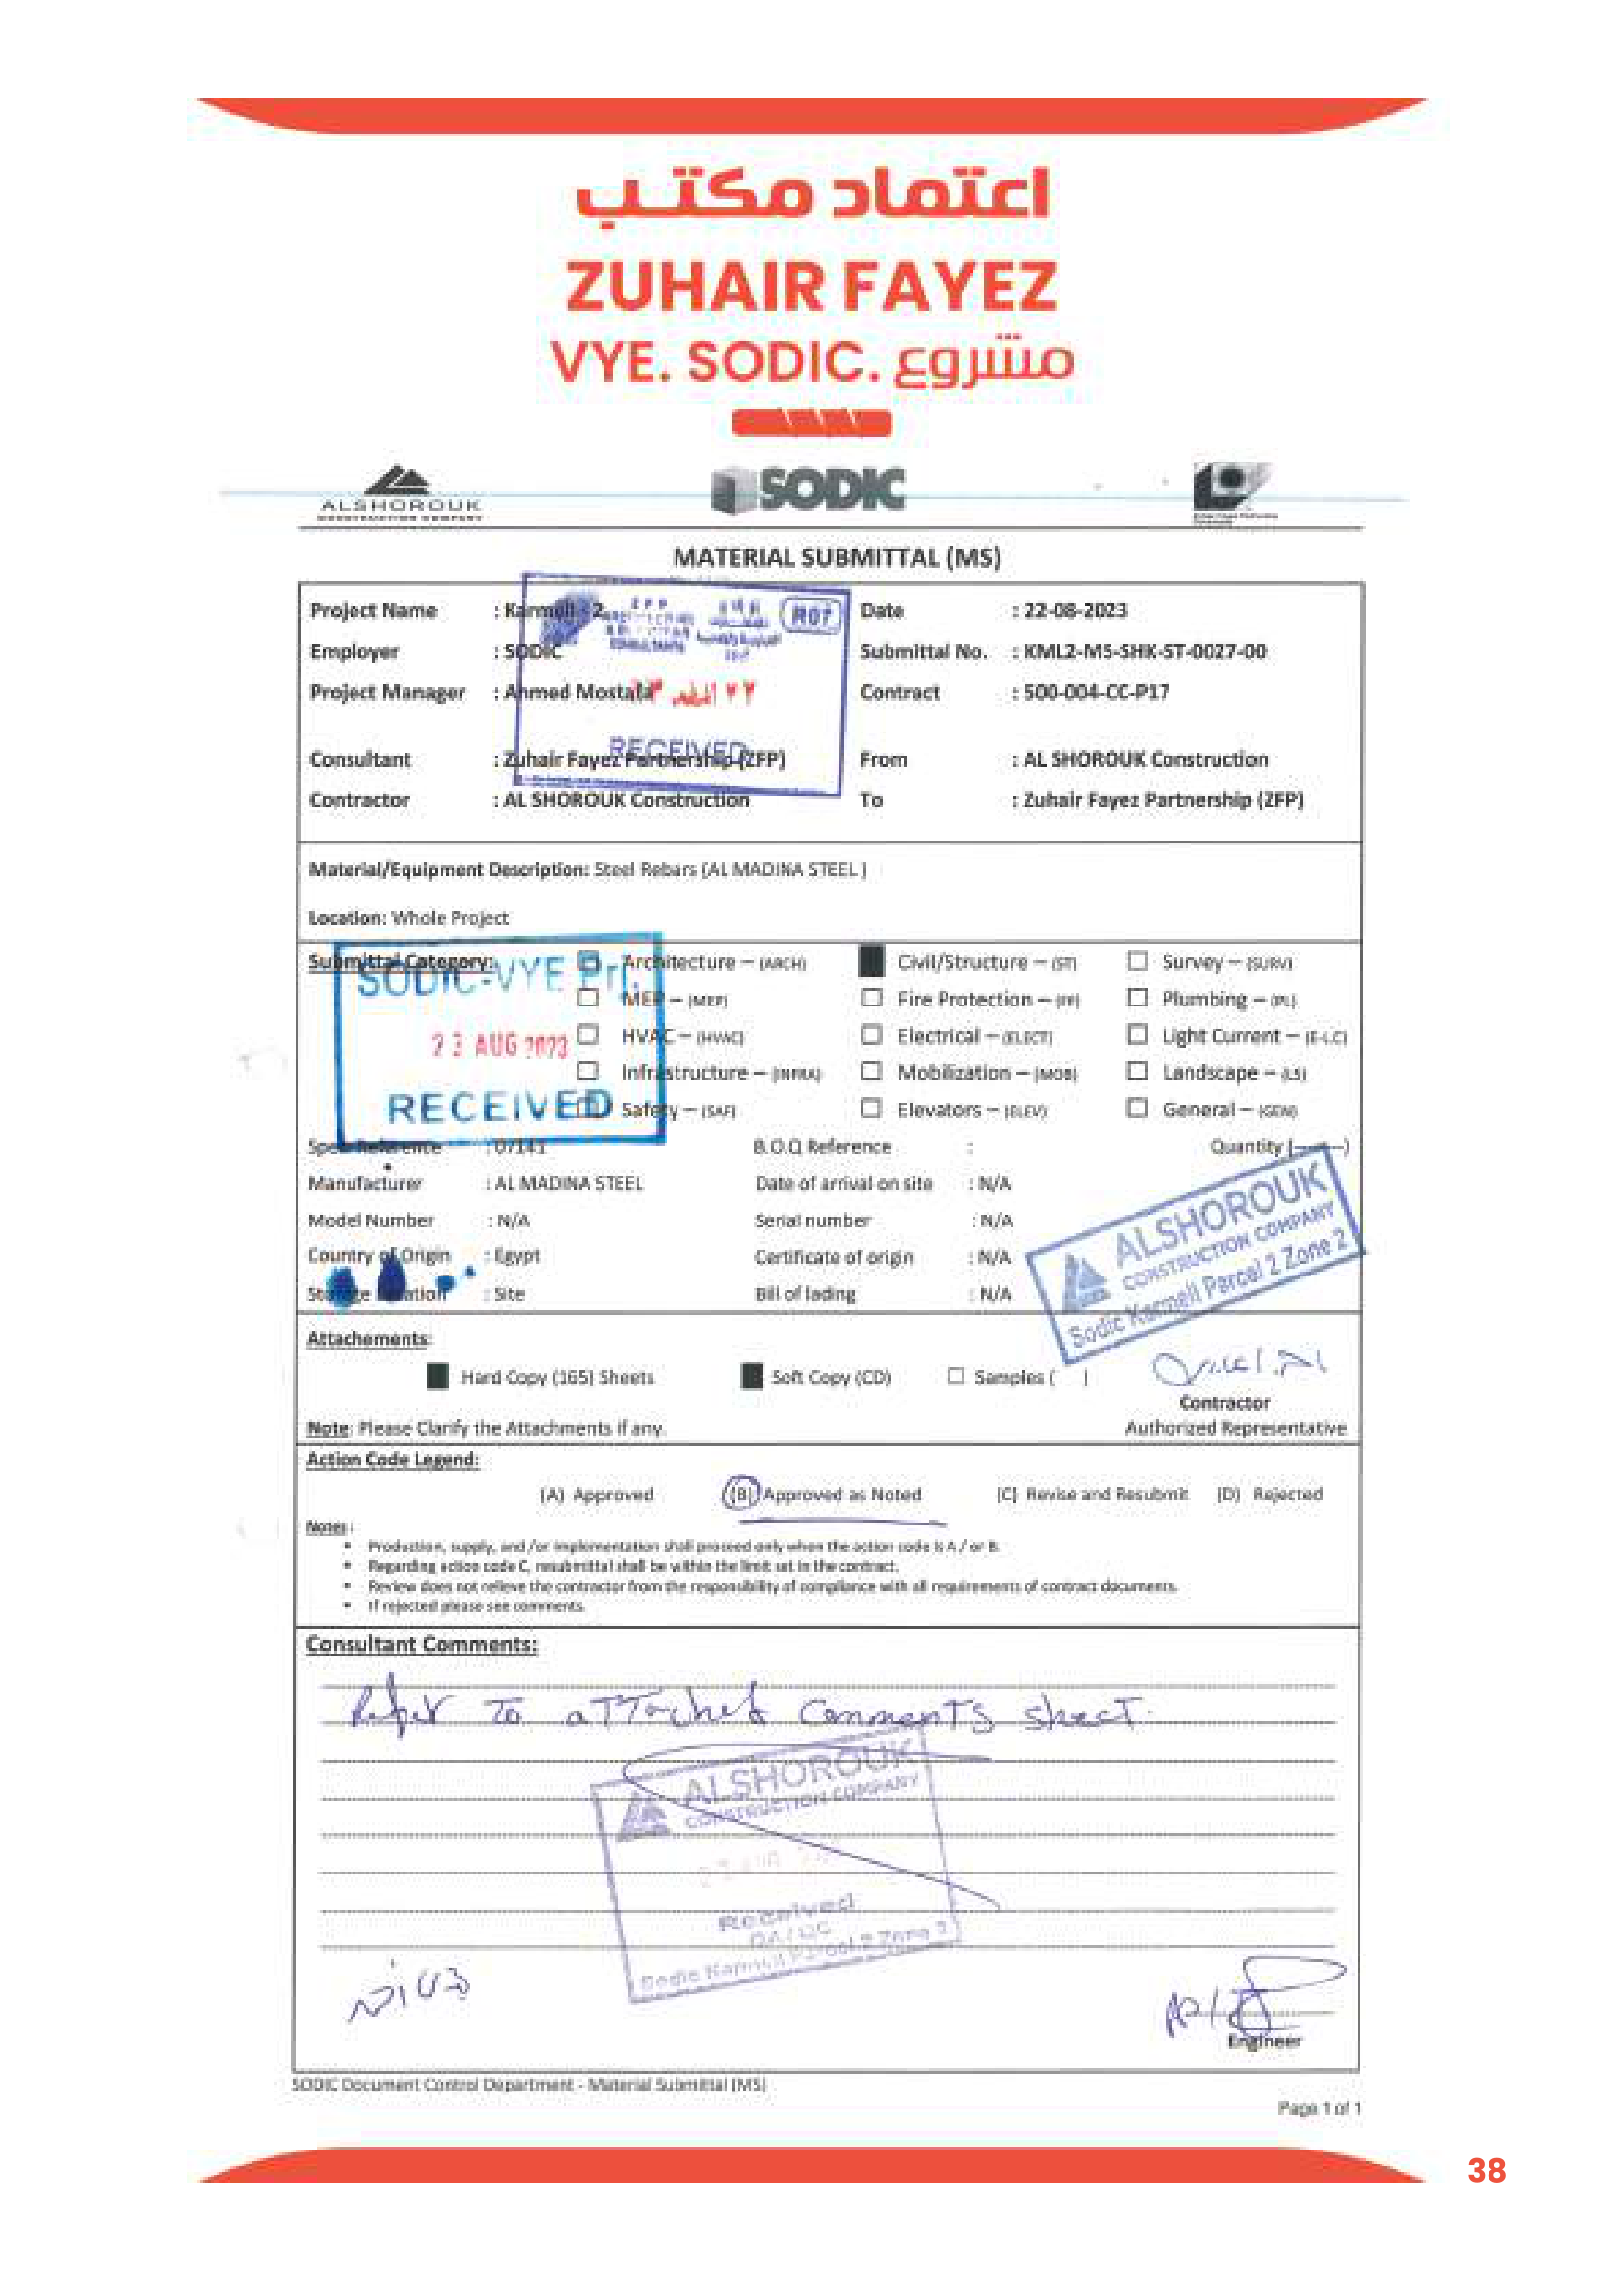 اعتماد مكتب
ZUHAIR FAYEZ
VYE. SODIC. مشروع
ALSHOROUK
CONSTRUCTION COMPANY
SODIC
MATERIAL SUBMITTAL (MS)
Project Name : Karmell - 2
Date : 22-08-2023
Employer : SODIC
Submittal No. : KML2-MS-SHK-ST-0027-00
Project Manager : Ahmed Mostafa
Contract : 500-004-CC-P17
RECEIVED
Consultant : Zuhair Fayez Partnership (ZFP)
From : AL SHOROUK Construction
Contractor : AL SHOROUK Construction
To : Zuhair Fayez Partnership (ZFP)
Material/Equipment Description: Steel Rebars (AL MADINA STEEL)
Location: Whole Project
Submittal Category:
Architecture – (ARCH) Civil/Structure – (ST) Survey – (SURV)
MEP – (MEP) Fire Protection – (FP) Plumbing – (PL)
HVAC – (HVAC) Electrical – (ELECT) Light Current – (E-L.C)
Infrastructure – (INFRA) Mobilization – (MOB) Landscape – (LS)
Safety – (SAF) Elevators – (ELEV) General – (GEN)
SODIC-VYE Prj.
23 AUG 2023
RECEIVED
Spec. Reference : 07141 B.O.Q Reference : Quantity (------)
Manufacturer : AL MADINA STEEL Date of arrival on site : N/A
Model Number : N/A Serial number : N/A
Country of Origin : Egypt Certificate of origin : N/A
Storage Location : Site Bill of lading : N/A
ALSHOROUK
CONSTRUCTION COMPANY
Sodic Karmell Parcel 2 Zone 2
Attachements:
Hard Copy (165) Sheets Soft Copy (CD) Samples ( )
Contractor
Note: Please Clarify the Attachments if any.
Authorized Representative
Action Code Legend:
(A) Approved (B) Approved as Noted (C) Revise and Resubmit (D) Rejected
Notes:
• Production, supply, and/or implementation shall proceed only when the action code is A / or B.
• Regarding action code C, resubmittal shall be within the limit set in the contract.
• Review does not relieve the contractor from the responsibility of compliance with all requirements of contract documents.
• If rejected please see comments.
Consultant Comments:
Refer To attached comments sheet.
ALSHOROUK
CONSTRUCTION COMPANY
Received
QA/QC
Sodic Karmell Parcel 2 Zone 2
Engineer
SODIC Document Control Department - Material Submittal (MS)
Page 1 of 1
38